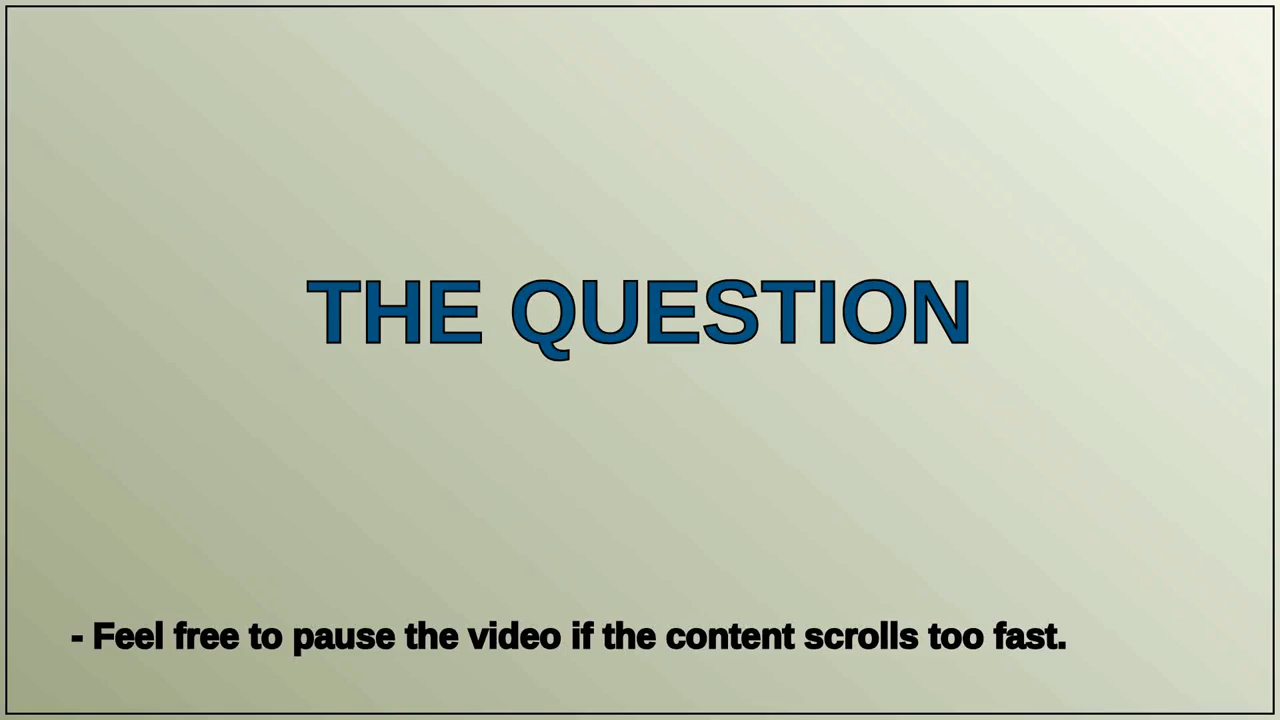 THE QUESTION
- Feel free to pause the video if the content scrolls too fast.